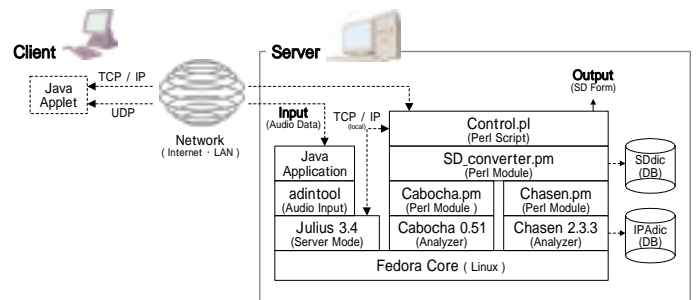 Client
Server
Java
Applet
TCP / IP
UDP
Network
( Internet · LAN )
Input
(Audio Data)
TCP / IP
(local)
Output
(SD Form)
Control.pl
(Perl Script)
Java
Application
SD_converter.pm
(Perl Module)
SDdic
(DB)
adintool
(Audio Input)
Cabocha.pm
(Perl Module )
Chasen.pm
(Perl Module)
Julius 3.4
(Server Mode)
Cabocha 0.51
(Analyzer)
Chasen 2.3.3
(Analyzer)
IPAdic
(DB)
Fedora Core ( Linux )